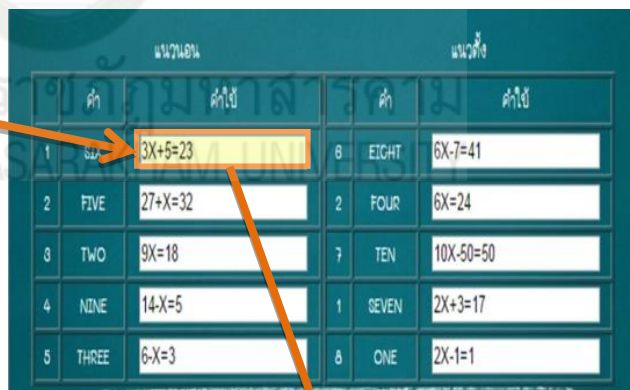 แนวนอน แนวตั้ง
คำ คำใบ้ คำ คำใบ้
1 SIX 3X+5=23 6 EIGHT 6X-7=41
2 FIVE 27+X=32 2 FOUR 6X=24
3 TWO 9X=18 7 TEN 10X-50=50
4 NINE 14-X=5 1 SEVEN 2X+3=17
5 THREE 6-X=3 8 ONE 2X-1=1